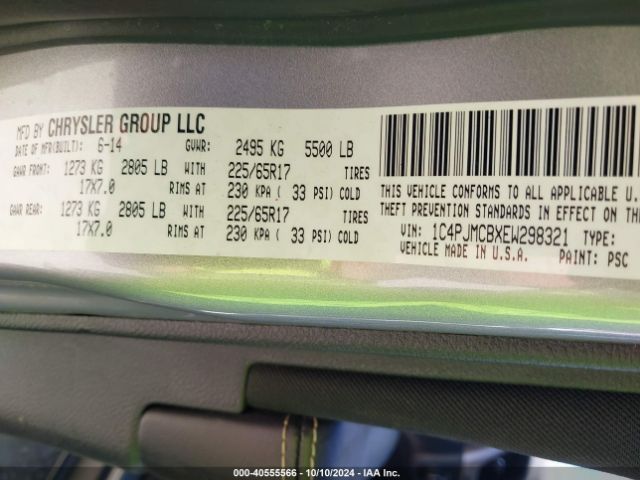 MFD BY CHRYSLER GROUP LLC
DATE OF MFR(BUILT): 6-14 GVWR: 2495 KG 5500 LB
GAWR FRONT: 1273 KG 2805 LB WITH 225/65R17 TIRES
17X7.0 RIMS AT 230 KPA ( 33 PSI) COLD
GAWR REAR: 1273 KG 2805 LB WITH 225/65R17 TIRES
17X7.0 RIMS AT 230 KPA ( 33 PSI) COLD
THIS VEHICLE CONFORMS TO ALL APPLICABLE U.
THEFT PREVENTION STANDARDS IN EFFECT ON
VIN: 1C4PJMCBXEW298321 TYPE:
VEHICLE MADE IN U.S.A. PAINT: PSC
000-40555566 • 10/10/2024 - IAA Inc.